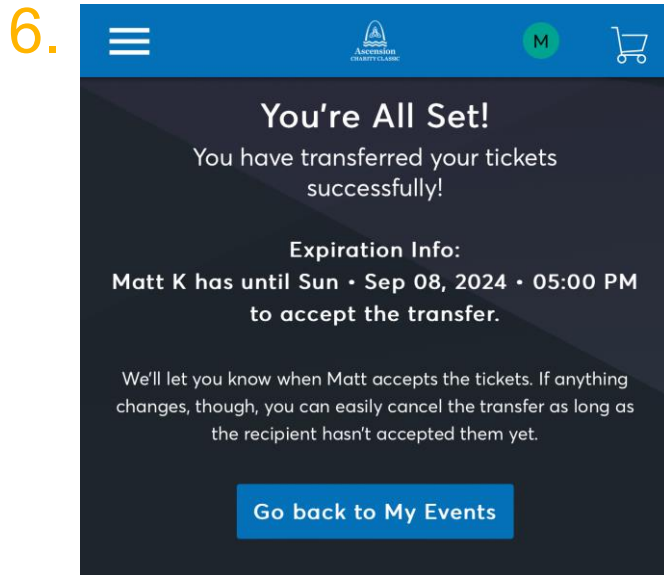 6.
Ascension
CHARITY CLASSIC
M
You're All Set!
You have transferred your tickets
successfully!
Expiration Info:
Matt K has until Sun • Sep 08, 2024 • 05:00 PM
to accept the transfer.
We'll let you know when Matt accepts the tickets. If anything
changes, though, you can easily cancel the transfer as long as
the recipient hasn't accepted them yet.
Go back to My Events